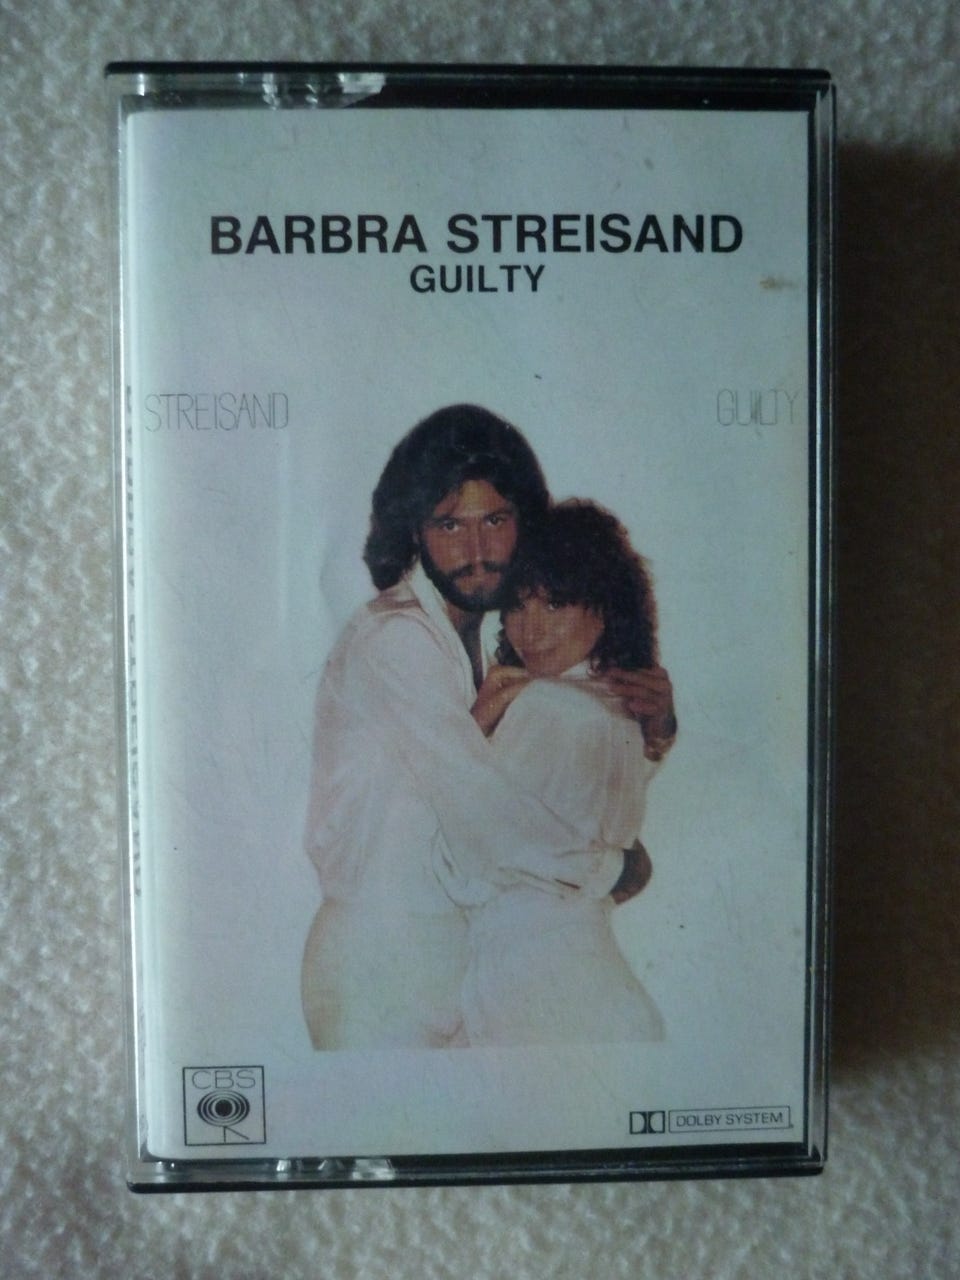 BARBRA STREISAND
GUILTY
STREISAND GUILTY
CBS
DOLBY SYSTEM